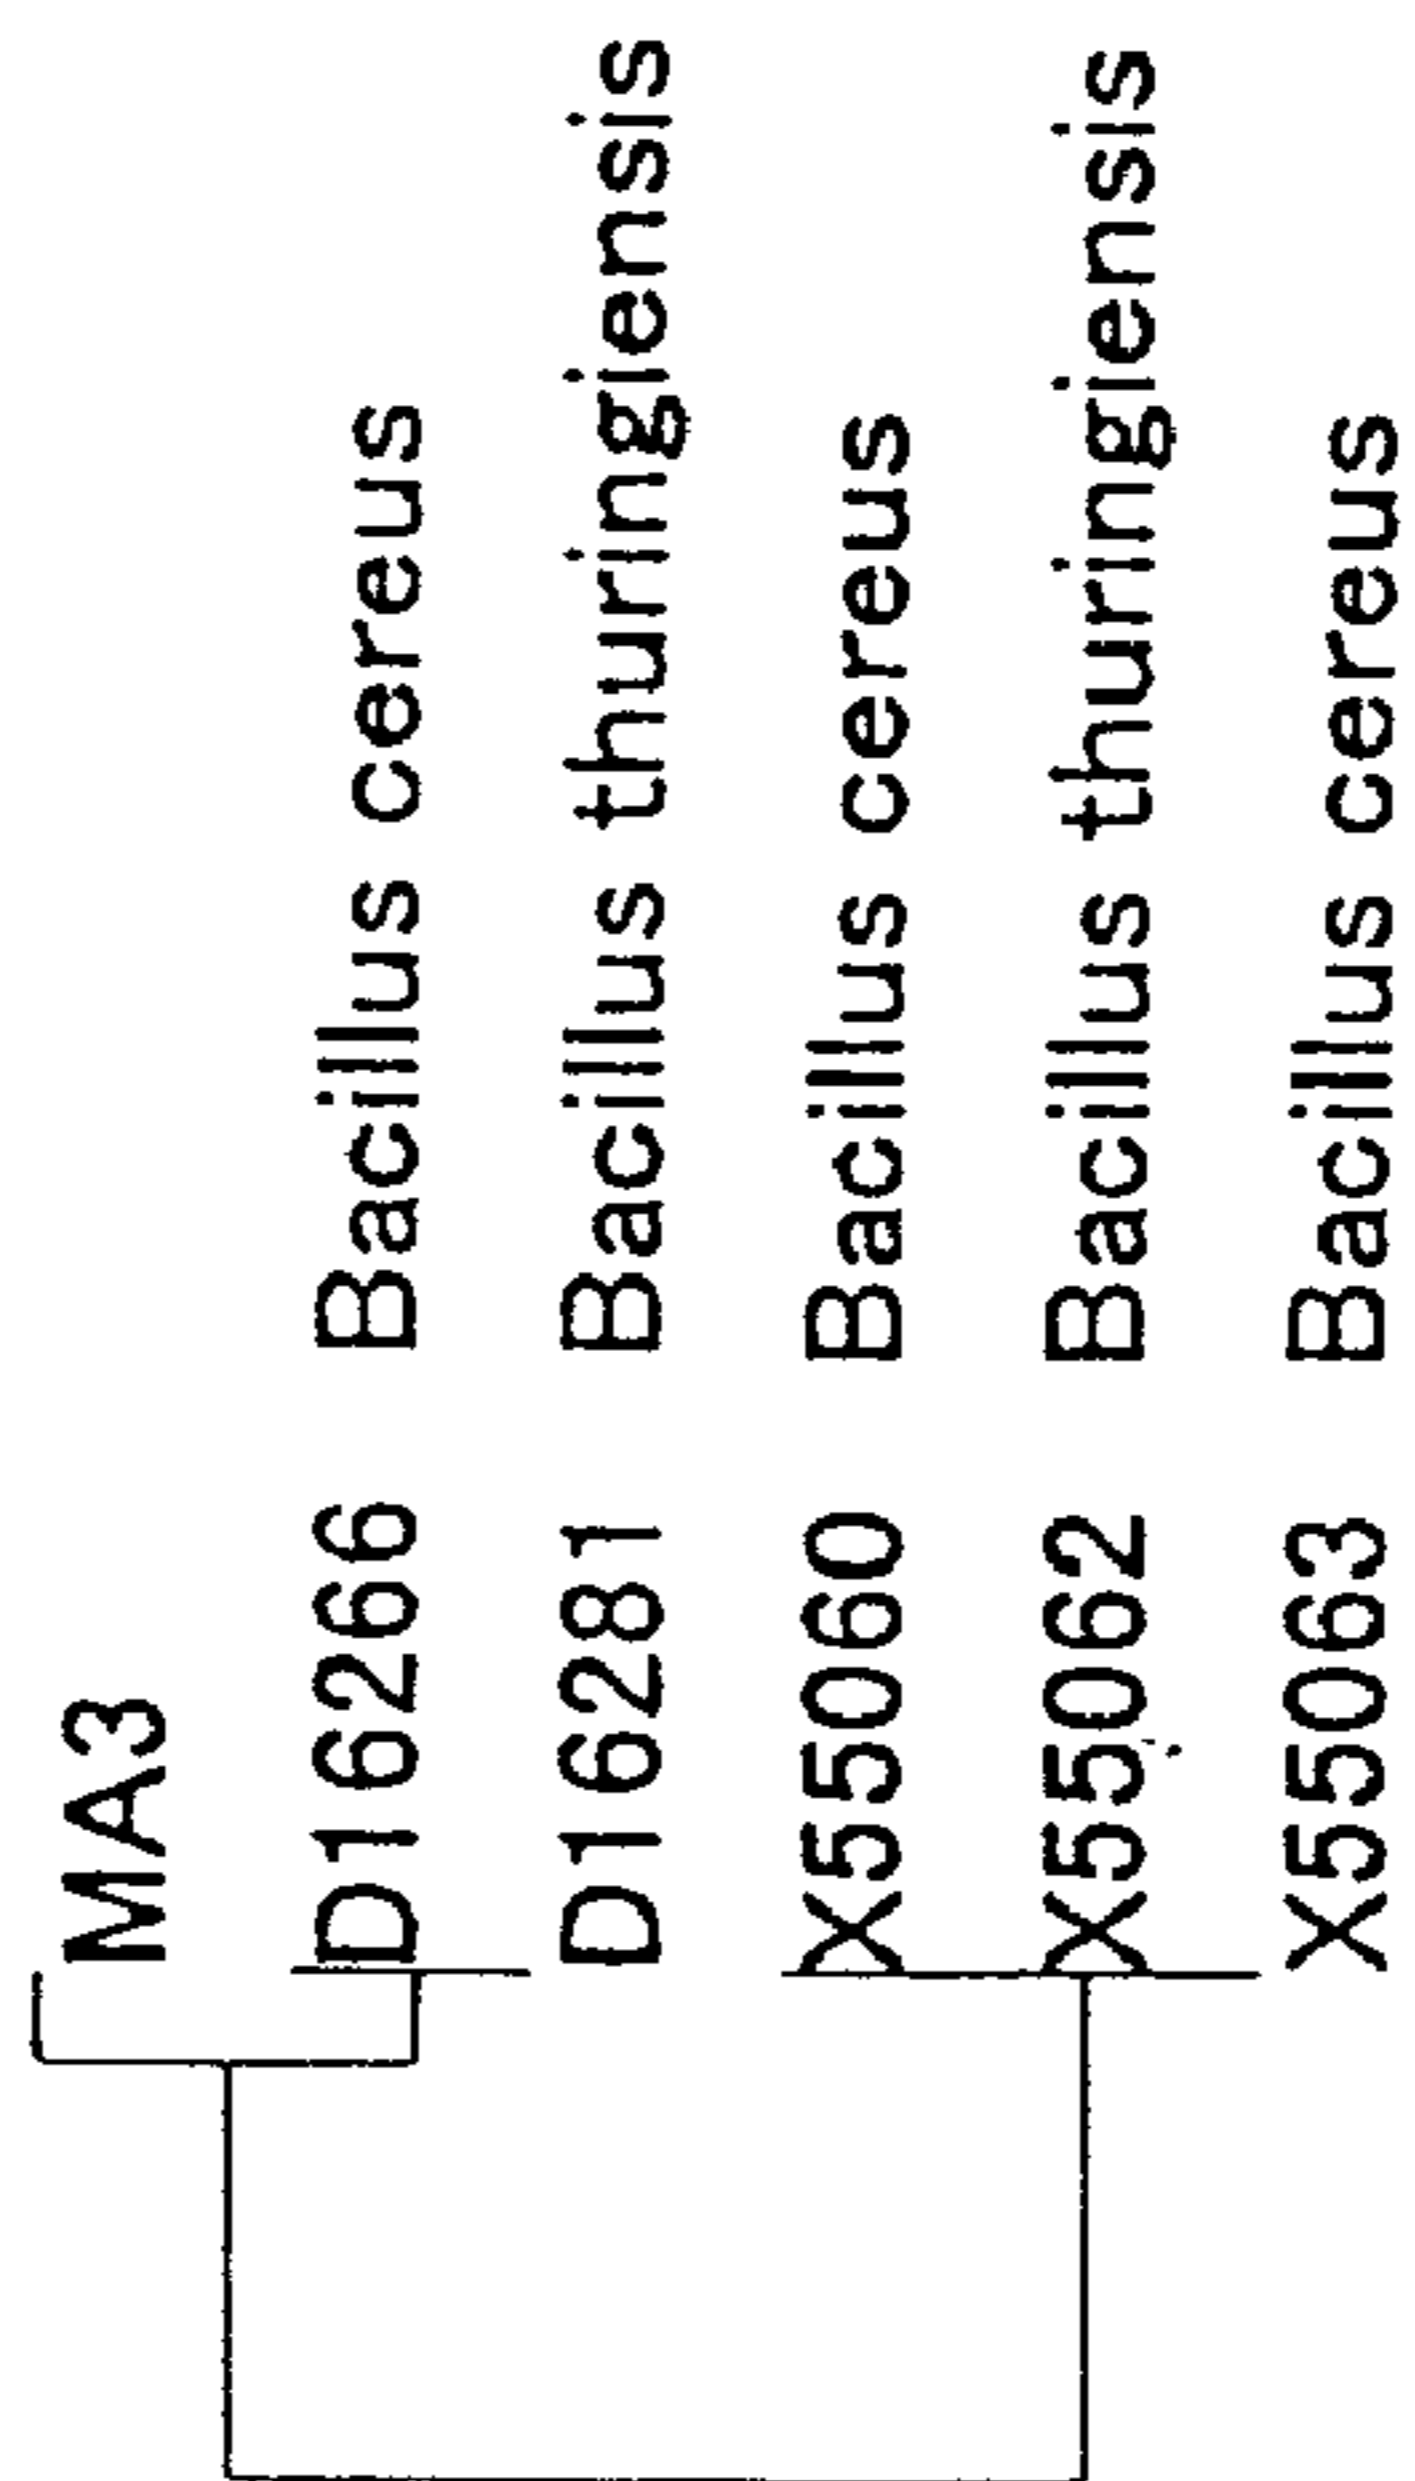 MA3
D16266 Bacillus cereus
D16281 Bacillus thuringiensis
X55060 Bacillus cereus
X55062 Bacillus thuringiensis
X55063 Bacillus cereus